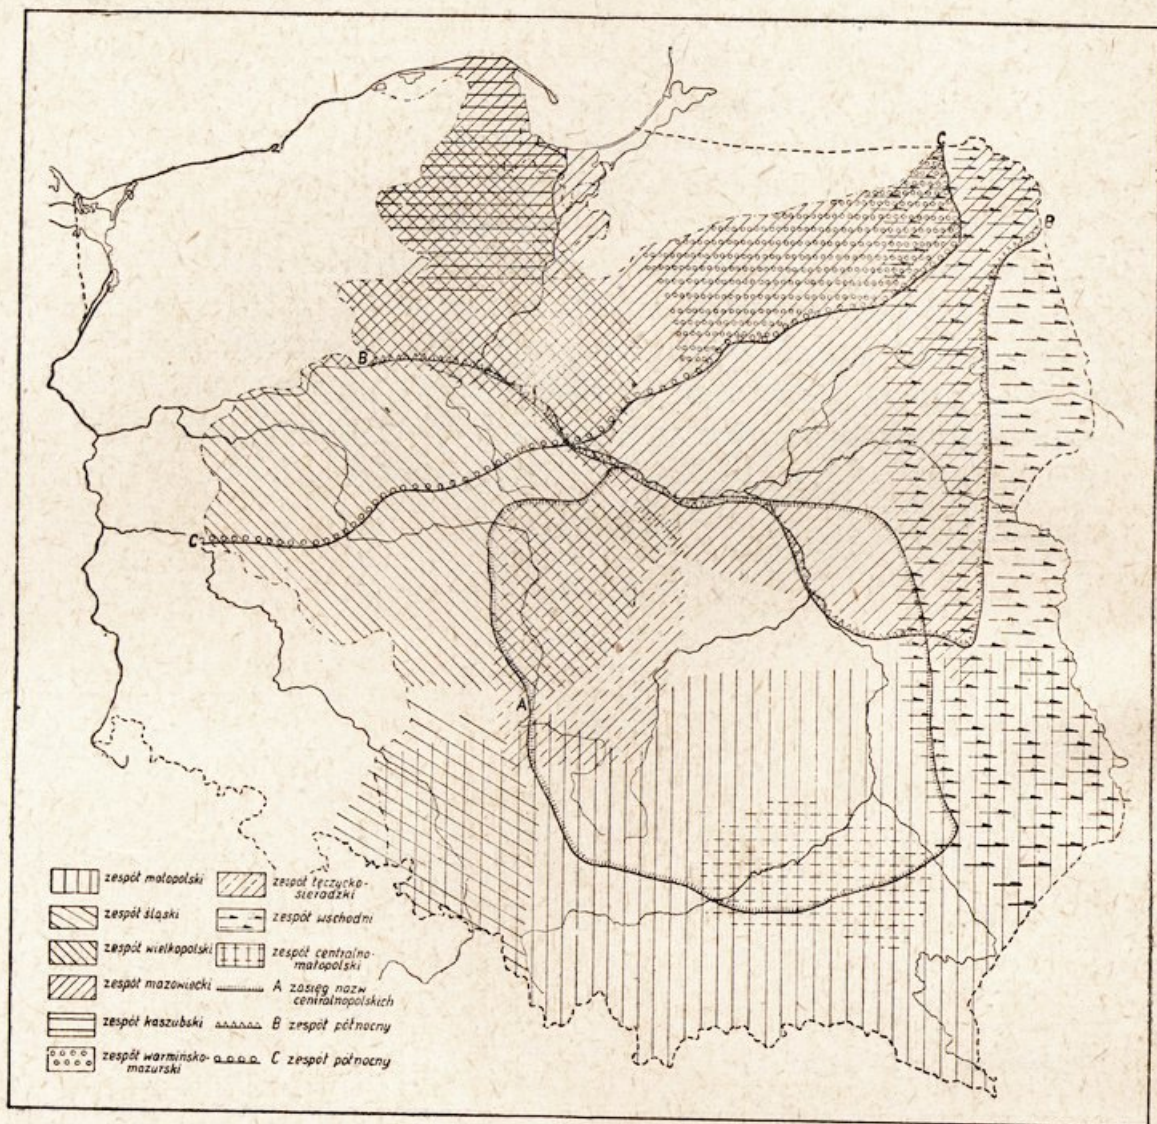 C
B
B
C
A
zespół małopolski
zespół śląski
zespół wielkopolski
zespół mazowiecki
zespół kaszubski
zespół warmińsko-
mazurski
zespół łęczycko-
sieradzki
zespół wschodni
zespół centralno-
małopolski
A zasięg nazw
centralnopolskich
B zespół północny
C zespół północny